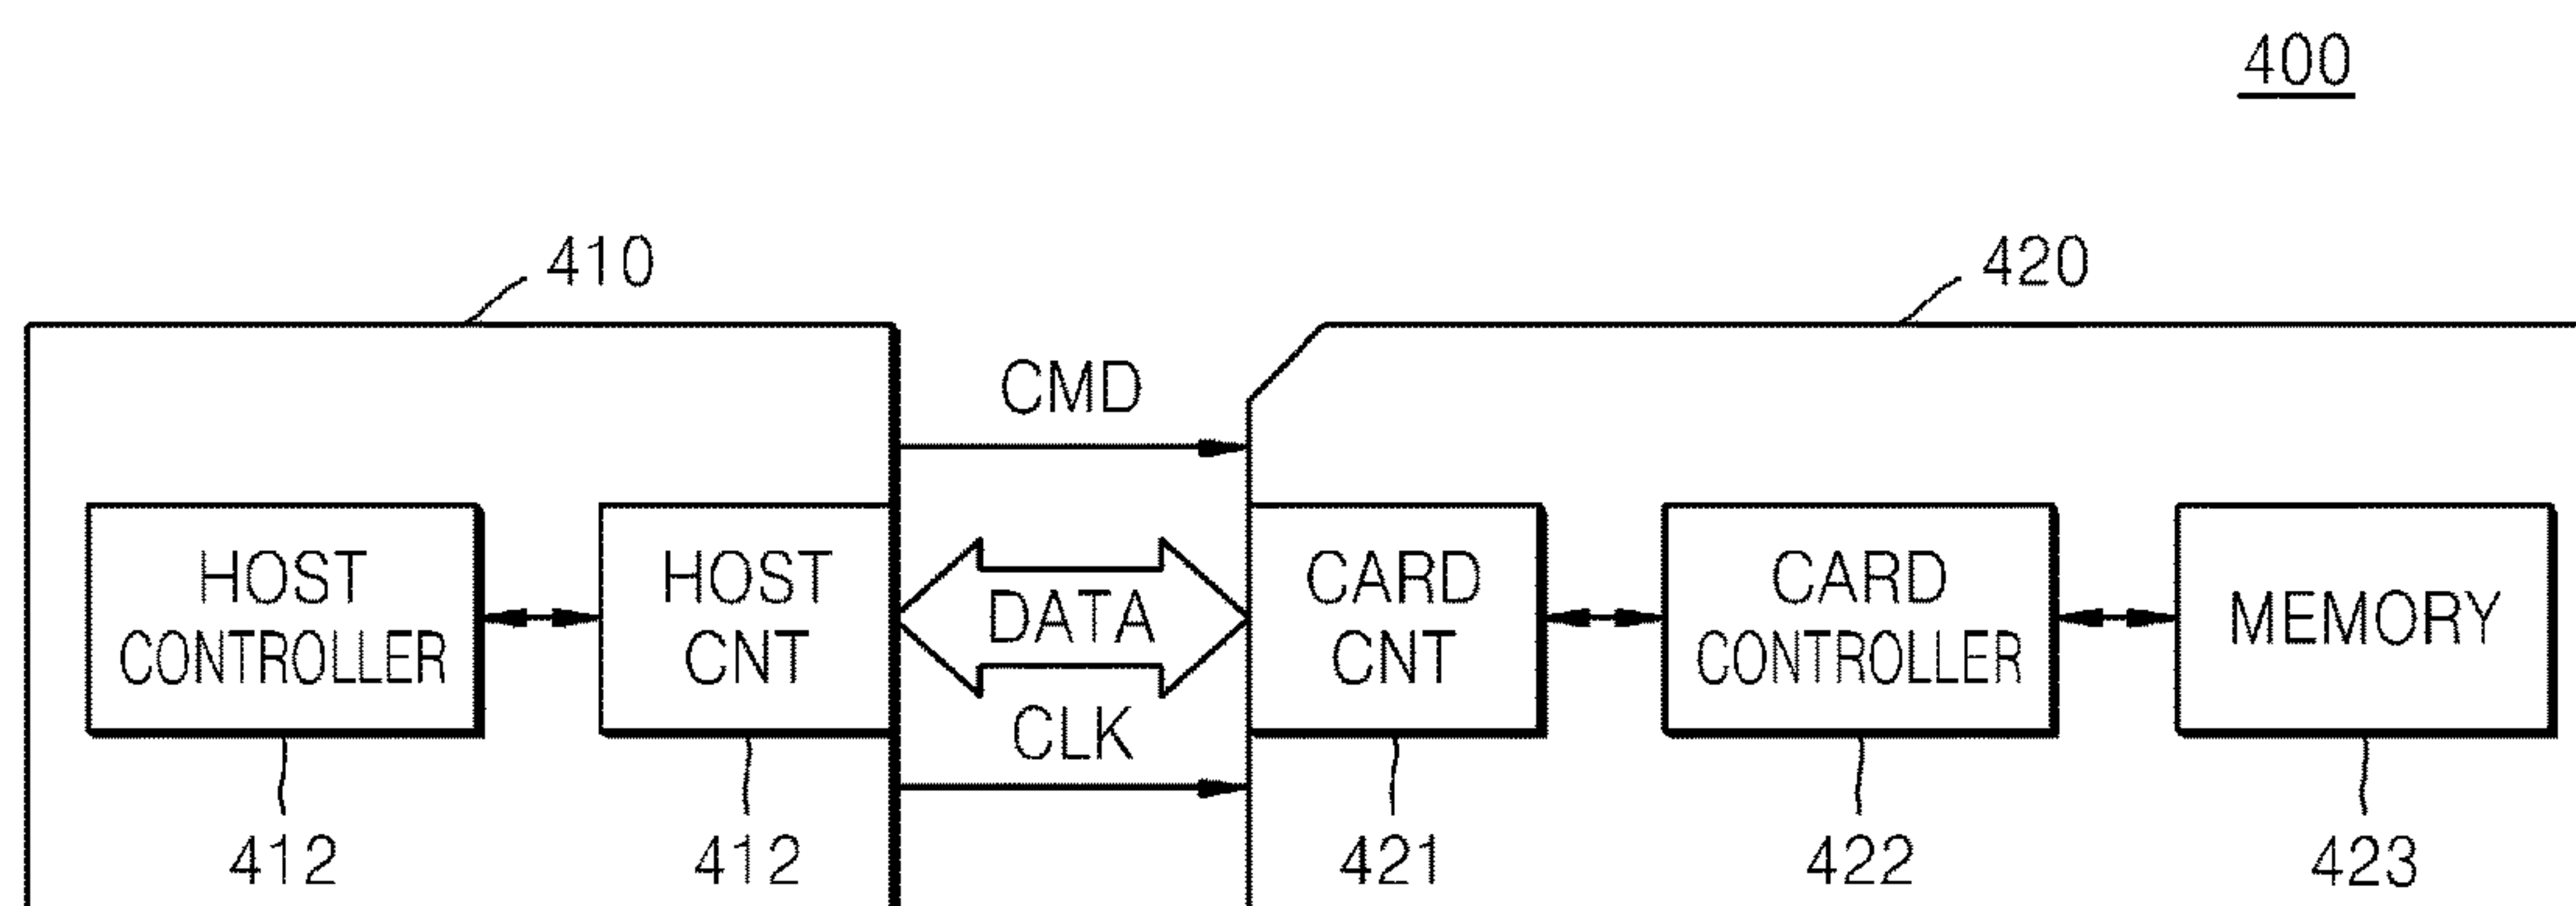 400
410
420
CMD
HOST
CONTROLLER
HOST
CNT
DATA
CARD
CNT
CARD
CONTROLLER
MEMORY
CLK
412
412
421
422
423